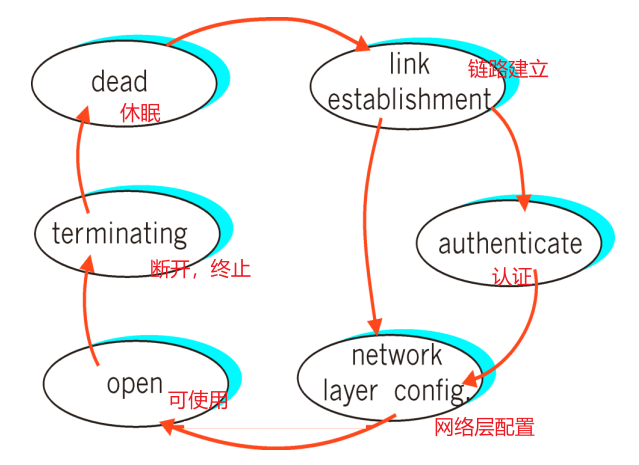 dead
休眠
link
establishment
链路建立
terminating
断开，终止
authenticate
认证
open
可使用
network
layer config.
网络层配置